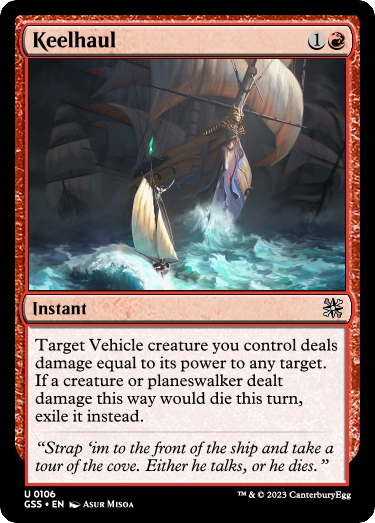 Keelhaul 1
Instant
Target Vehicle creature you control deals
damage equal to its power to any target.
If a creature or planeswalker dealt
damage this way would die this turn,
exile it instead.
“Strap ‘im to the front of the ship and take a
tour of the cove. Either he talks, or he dies.”
U 0106
GSS • EN Asur Misoa
™ & © 2023 CanterburyEgg